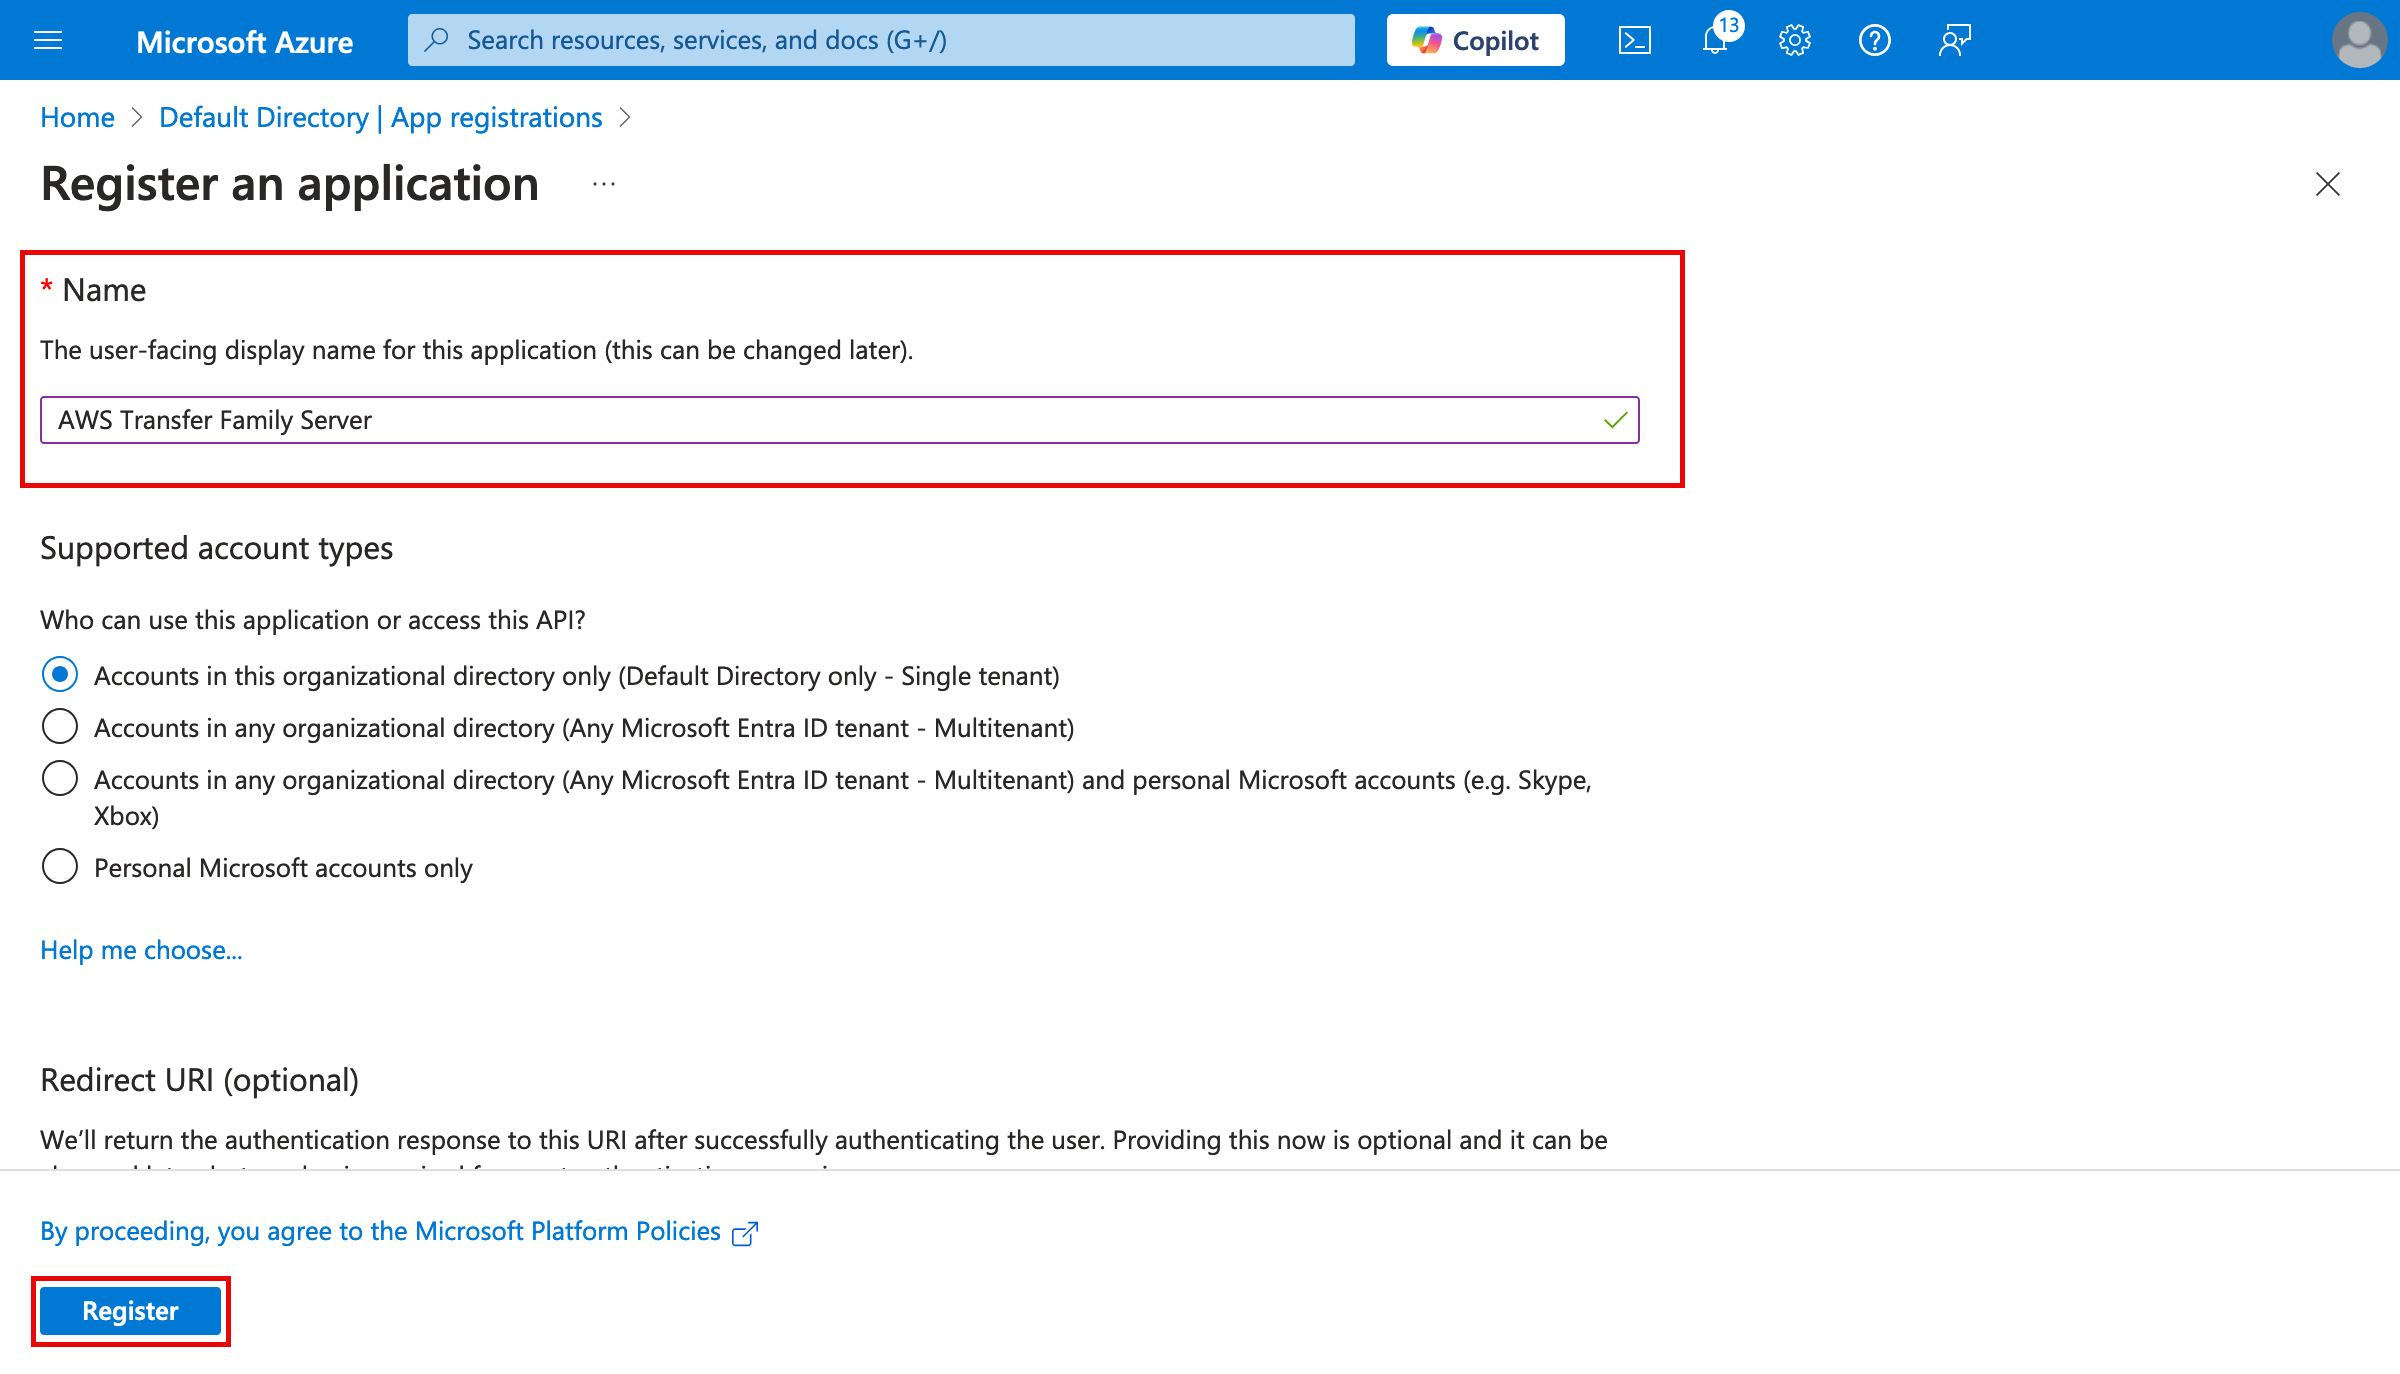 Microsoft Azure
Search resources, services, and docs (G+/)
Copilot
13
Home > Default Directory | App registrations >
Register an application ...
* Name
The user-facing display name for this application (this can be changed later).
AWS Transfer Family Server
Supported account types
Who can use this application or access this API?
Accounts in this organizational directory only (Default Directory only - Single tenant)
Accounts in any organizational directory (Any Microsoft Entra ID tenant - Multitenant)
Accounts in any organizational directory (Any Microsoft Entra ID tenant - Multitenant) and personal Microsoft accounts (e.g. Skype,
Xbox)
Personal Microsoft accounts only
Help me choose...
Redirect URI (optional)
We’ll return the authentication response to this URI after successfully authenticating the user. Providing this now is optional and it can be
By proceeding, you agree to the Microsoft Platform Policies
Register